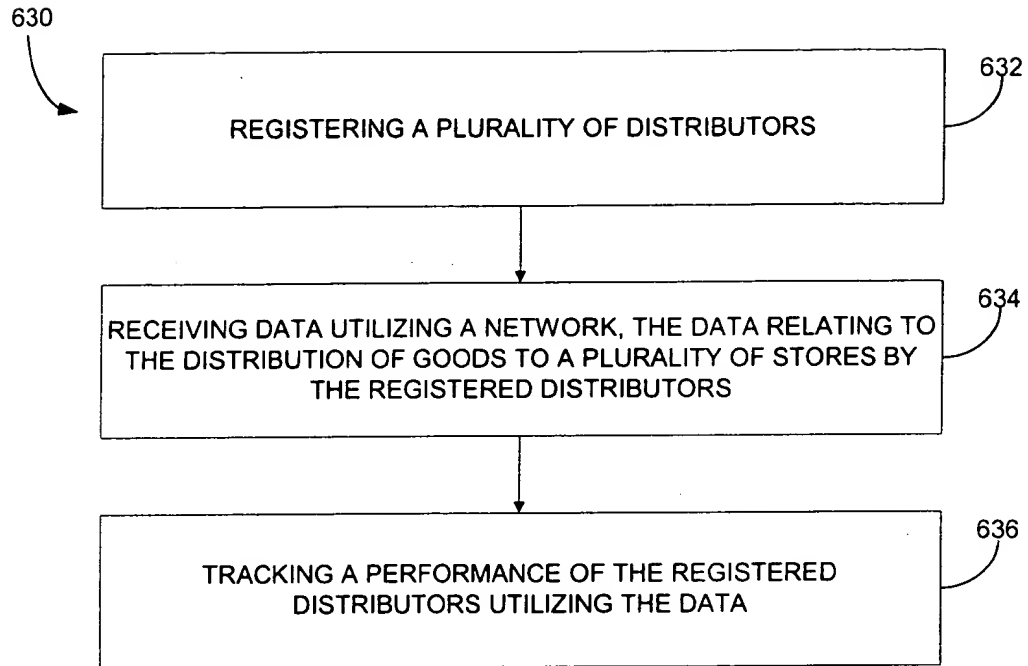 630
632
REGISTERING A PLURALITY OF DISTRIBUTORS
634
RECEIVING DATA UTILIZING A NETWORK, THE DATA RELATING TO
THE DISTRIBUTION OF GOODS TO A PLURALITY OF STORES BY
THE REGISTERED DISTRIBUTORS
636
TRACKING A PERFORMANCE OF THE REGISTERED
DISTRIBUTORS UTILIZING THE DATA